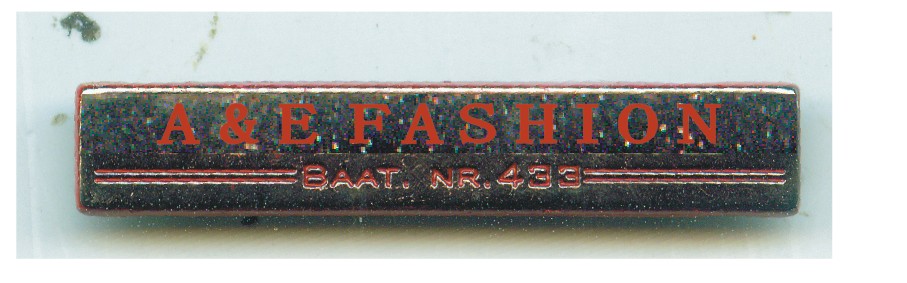 A & E FASHION
BAAT. NR. 433